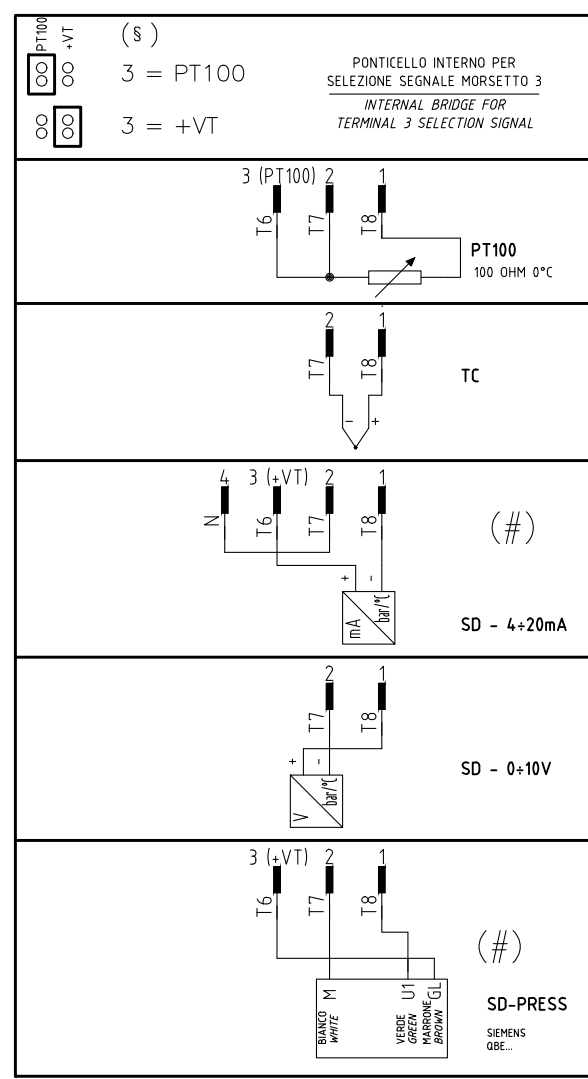 PT100
+VT
(§)
3 = PT100
3 = +VT
PONTICELLO INTERNO PER
SELEZIONE SEGNALE MORSETTO 3
INTERNAL BRIDGE FOR
TERMINAL 3 SELECTION SIGNAL
3 (PT100) 2 1
T6 T7 T8
PT100
100 OHM 0°C
2 1
T7 T8
- +
TC
4 3 (+VT) 2 1
N T6 T7 T8
(#)
+ -
mA bar/°C
SD - 4÷20mA
2 1
T7 T8
+ -
V bar/°C
SD - 0÷10V
3 (+VT) 2 1
T6 T7 T8
(#)
M U1 GL
BIANCO
WHITE
VERDE
GREEN
MARRONE
BROWN
SD-PRESS
SIEMENS
QBE...